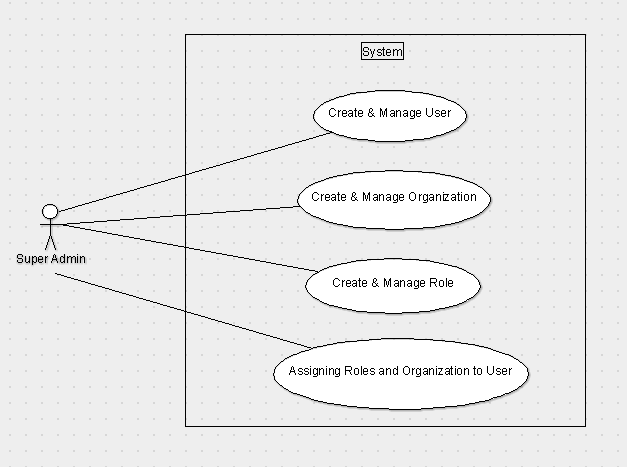 System
Create & Manage User
Create & Manage Organization
Super Admin
Create & Manage Role
Assigning Roles and Organization to User